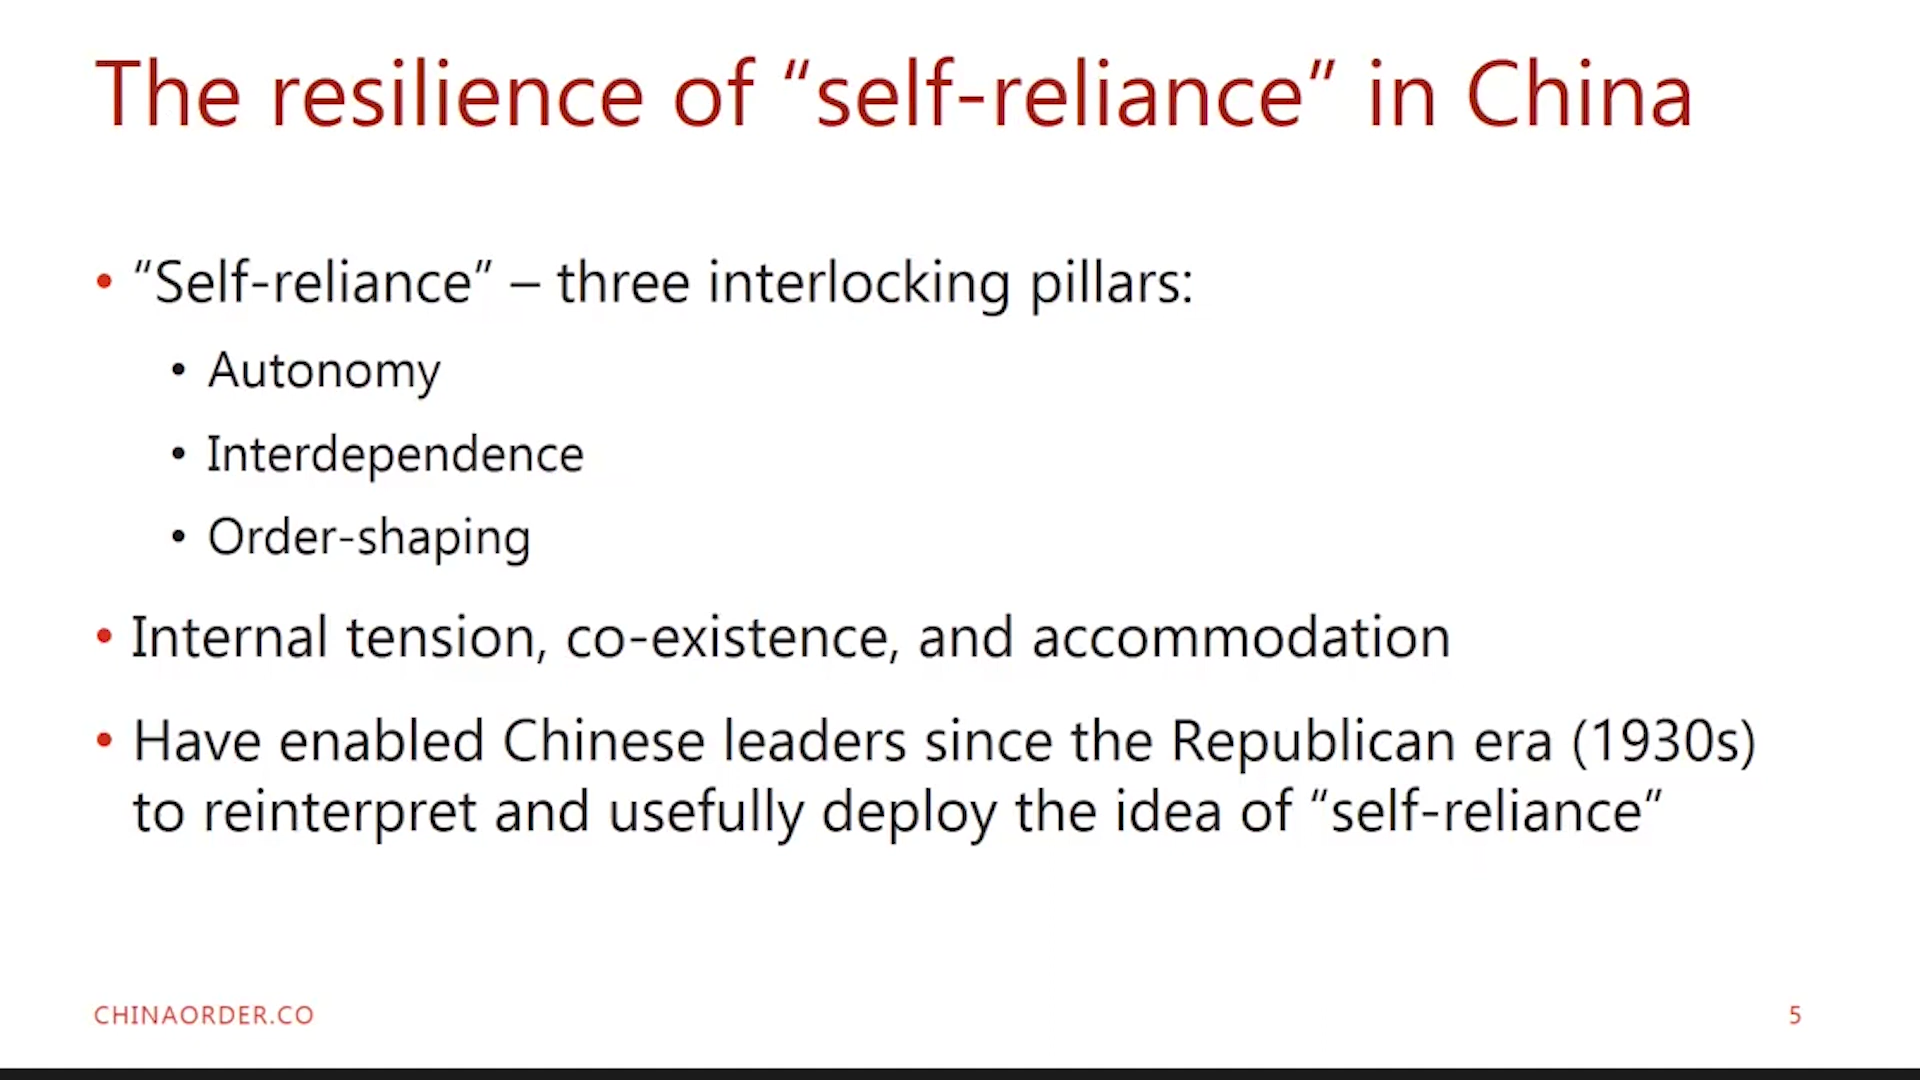 The resilience of “self-reliance” in China
• “Self-reliance” – three interlocking pillars:
• Autonomy
• Interdependence
• Order-shaping
• Internal tension, co-existence, and accommodation
• Have enabled Chinese leaders since the Republican era (1930s)
to reinterpret and usefully deploy the idea of “self-reliance”
CHINAORDER.CO
5